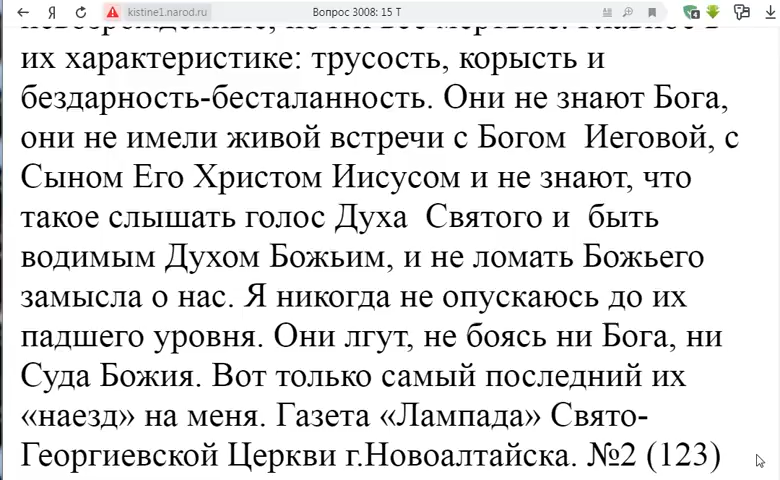 kistine1.narod.ru
Вопрос 3008: 15 Т
их характеристике: трусость, корысть и
бездарность-бесталанность. Они не знают Бога,
они не имели живой встречи с Богом Иеговой, с
Сыном Его Христом Иисусом и не знают, что
такое слышать голос Духа Святого и быть
водимым Духом Божьим, и не ломать Божьего
замысла о нас. Я никогда не опускаюсь до их
падшего уровня. Они лгут, не боясь ни Бога, ни
Суда Божия. Вот только самый последний их
«наезд» на меня. Газета «Лампада» Свято-
Георгиевской Церкви г.Новоалтайска. №2 (123)